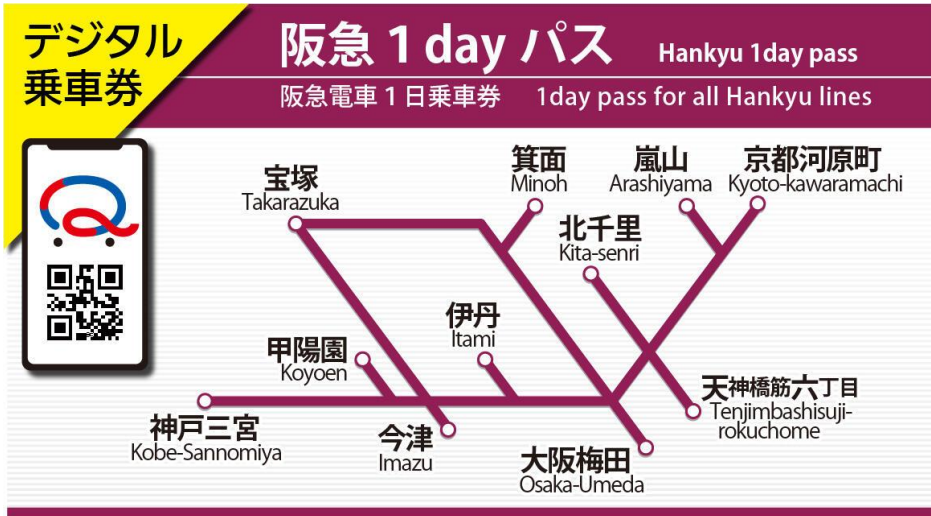 デジタル
乗車券
阪急 1 day パス Hankyu 1day pass
阪急電車 1 日乗車券 1day pass for all Hankyu lines
宝塚
Takarazuka
箕面
Minoh
嵐山
Arashiyama
京都河原町
Kyoto-kawaramachi
北千里
Kita-senri
伊丹
Itami
甲陽園
Koyoen
神戸三宮
Kobe-Sannomiya
今津
Imazu
大阪梅田
Osaka-Umeda
天神橋筋六丁目
Tenjimbashisuji-
rokuchome